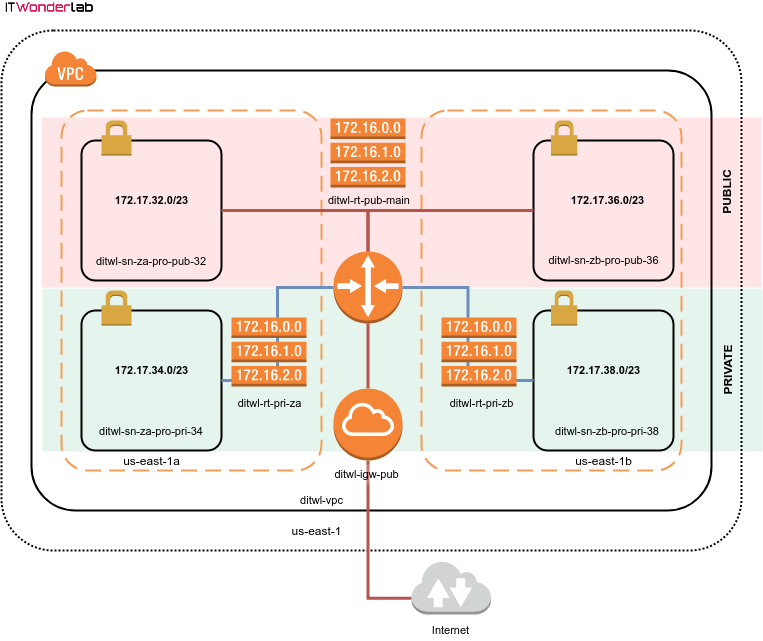 ITWonderlab
VPC
172.16.0.0
172.16.1.0
172.16.2.0
ditwl-rt-pub-main
172.17.32.0/23
ditwl-sn-za-pro-pub-32
172.17.36.0/23
ditwl-sn-zb-pro-pub-36
PUBLIC
172.17.34.0/23
ditwl-sn-za-pro-pri-34
172.16.0.0
172.16.1.0
172.16.2.0
ditwl-rt-pri-za
172.16.0.0
172.16.1.0
172.16.2.0
ditwl-rt-pri-zb
172.17.38.0/23
ditwl-sn-zb-pro-pri-38
PRIVATE
us-east-1a
ditwl-igw-pub
us-east-1b
ditwl-vpc
us-east-1
Internet